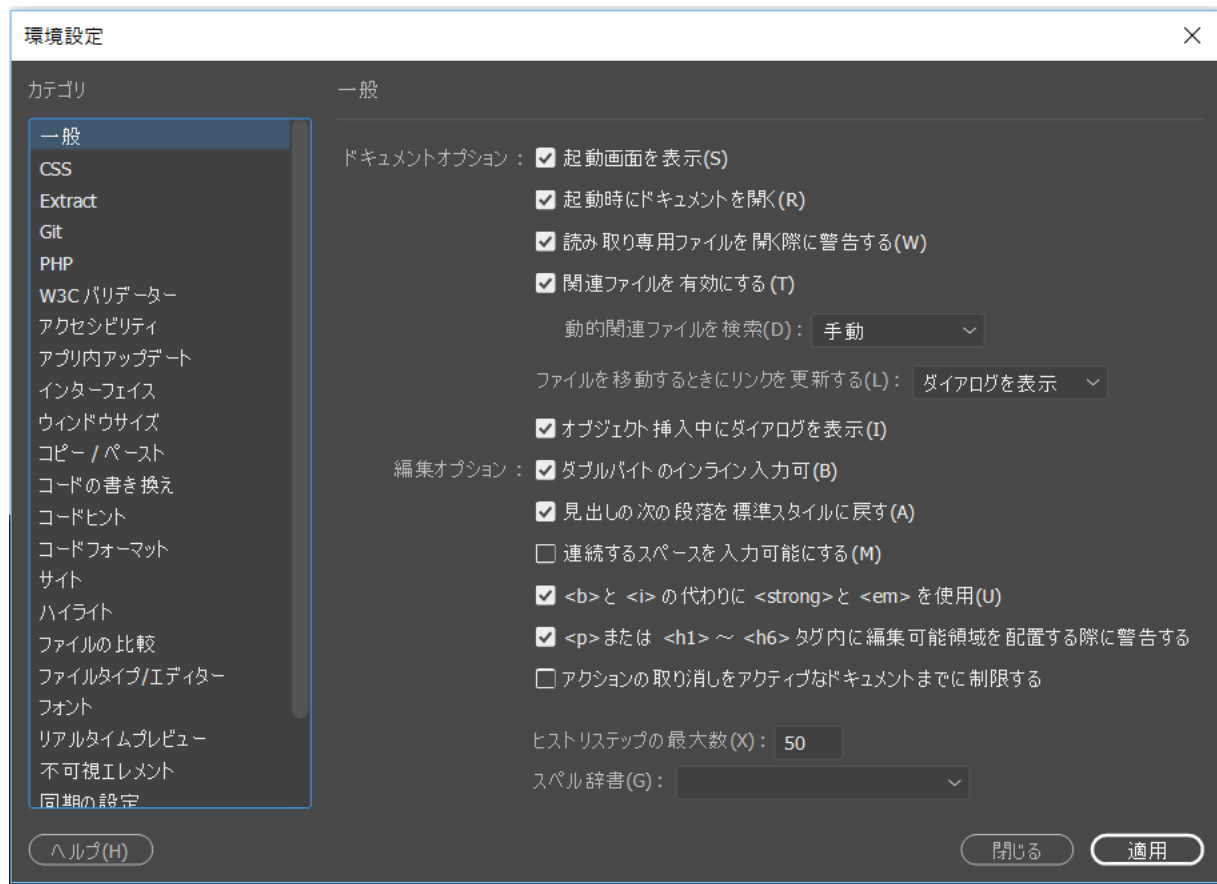 環境設定
カテゴリ
一般
一般
CSS
Extract
Git
PHP
W3C バリデーター
アクセシビリティ
アプリ内アップデート
インターフェイス
ウィンドウサイズ
コピー / ペースト
コードの書き換え
コードヒント
コードフォーマット
サイト
ハイライト
ファイルの比較
ファイルタイプ/エディター
フォント
リアルタイムプレビュー
不可視エレメント
同期の設定
ドキュメントオプション : 起動画面を表示(S)
起動時にドキュメントを開く(R)
読み取り専用ファイルを開く際に警告する(W)
関連ファイルを有効にする(T)
動的関連ファイルを検索(D) : 手動
ファイルを移動するときにリンクを更新する(L) : ダイアログを表示
オブジェクト挿入中にダイアログを表示(I)
編集オプション : ダブルバイトのインライン入力可(B)
見出しの次の段落を標準スタイルに戻す(A)
連続するスペースを入力可能にする(M)
<b>と <i> の代わりに <strong>と <em> を使用(U)
<p>または <h1> ～ <h6> タグ内に編集可能領域を配置する際に警告する
アクションの取り消しをアクティブなドキュメントまでに制限する
ヒストリステップの最大数(X) : 50
スペル辞書(G) :
ヘルプ(H)
閉じる
適用